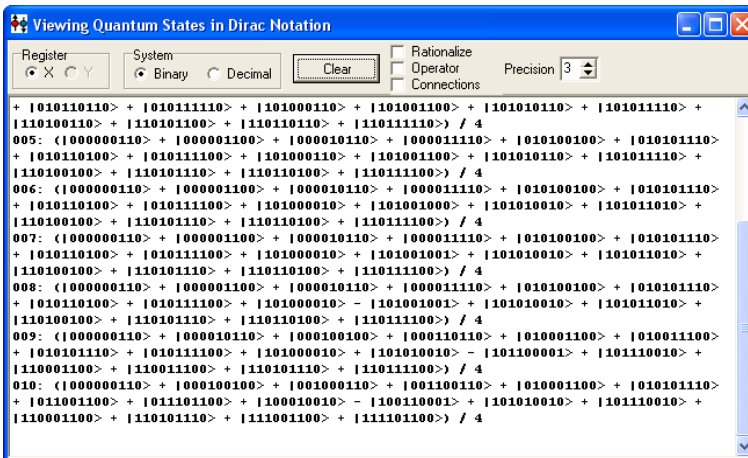 Viewing Quantum States in Dirac Notation
Register
X
Y
System
Binary
Decimal
Clear
Rationalize
Operator
Connections
Precision 3
+ |010110110> + |010111110> + |101000110> + |101001100> + |101010110> + |101011110> +
|110100110> + |110101100> + |110110110> + |110111110>) / 4
005: (|000000110> + |000001100> + |000010110> + |000011110> + |010100100> + |010101110>
+ |010110100> + |010111100> + |101000110> + |101001100> + |101010110> + |101011110> +
|110100100> + |110101110> + |110110100> + |110111100>) / 4
006: (|000000110> + |000001100> + |000010110> + |000011110> + |010100100> + |010101110>
+ |010110100> + |010111100> + |101000010> + |101001000> + |101010010> + |101011010> +
|110100100> + |110101110> + |110110100> + |110111100>) / 4
007: (|000000110> + |000001100> + |000010110> + |000011110> + |010100100> + |010101110>
+ |010110100> + |010111100> + |101000010> + |101001001> + |101010010> + |101011010> +
|110100100> + |110101110> + |110110100> + |110111100>) / 4
008: (|000000110> + |000001100> + |000010110> + |000011110> + |010100100> + |010101110>
+ |010110100> + |010111100> + |101000010> - |101001001> + |101010010> + |101011010> +
|110100100> + |110101110> + |110110100> + |110111100>) / 4
009: (|000000110> + |000010110> + |000100100> + |000110110> + |010001100> + |010011100>
+ |010101110> + |010111100> + |101000010> + |101010010> - |101100001> + |101110010> +
|110001100> + |110011100> + |110101110> + |110111100>) / 4
010: (|000000110> + |000100100> + |001000110> + |001100110> + |010001100> + |010101110>
+ |011001100> + |011101100> + |100010010> - |100110001> + |101010010> + |101110010> +
|110001100> + |110101110> + |111001100> + |111101100>) / 4